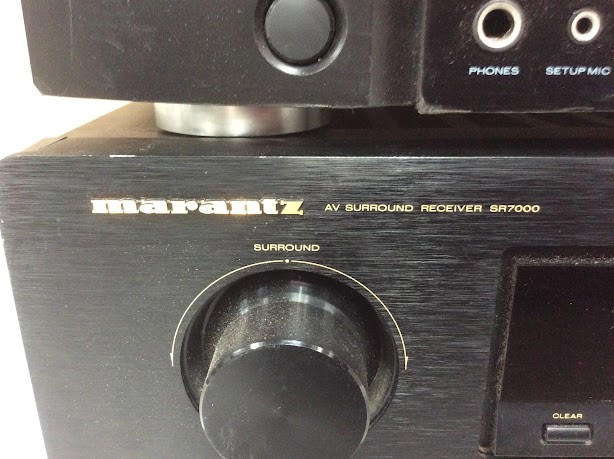 PHONES SETUP MIC
marantz AV SURROUND RECEIVER SR7000
SURROUND
CLEAR